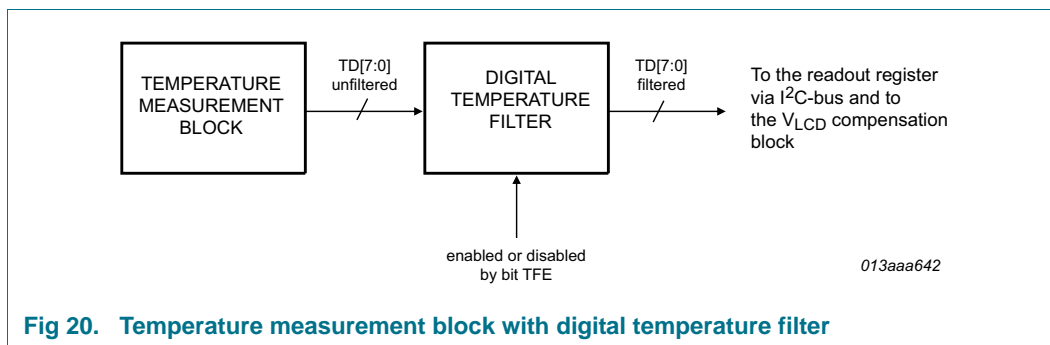 TEMPERATURE
MEASUREMENT
BLOCK
TD[7:0]
unfiltered
DIGITAL
TEMPERATURE
FILTER
TD[7:0]
filtered
To the readout register
via I²C-bus and to
the VLCD compensation
block
enabled or disabled
by bit TFE
013aaa642
Fig 20. Temperature measurement block with digital temperature filter